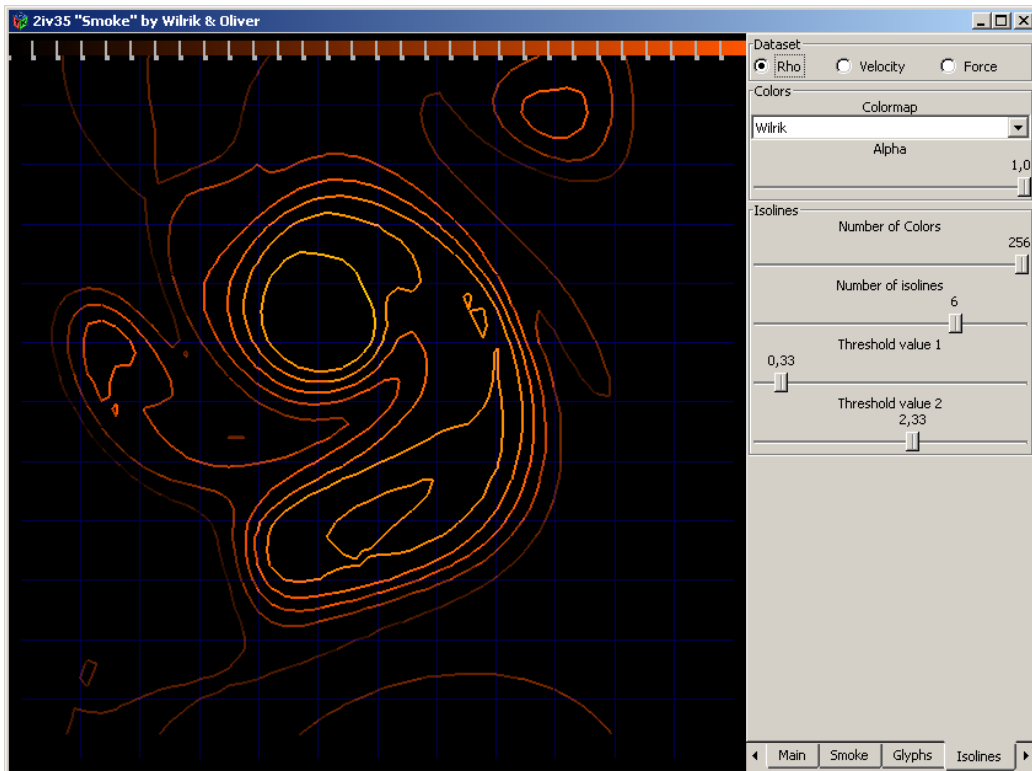 2iv35 "Smoke" by Wilrik & Oliver
Dataset
Rho Velocity Force
Colors
Colormap
Wilrik
Alpha
1,0
Isolines
Number of Colors
256
Number of isolines
6
Threshold value 1
0,33
Threshold value 2
2,33
Main Smoke Glyphs Isolines